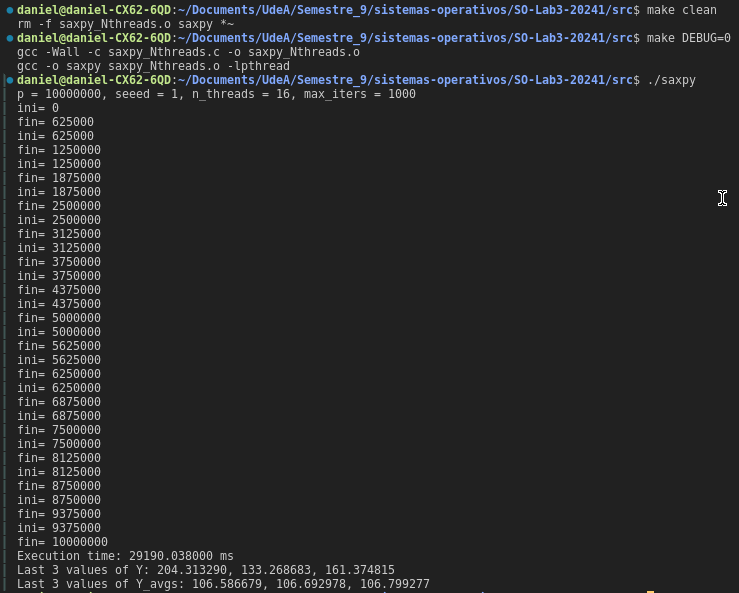 daniel@daniel-CX62-6QD:~/Documents/UdeA/Semestre_9/sistemas-operativos/SO-Lab3-20241/src$ make clean
rm -f saxpy_Nthreads.o saxpy *~
daniel@daniel-CX62-6QD:~/Documents/UdeA/Semestre_9/sistemas-operativos/SO-Lab3-20241/src$ make DEBUG=0
gcc -Wall -c saxpy_Nthreads.c -o saxpy_Nthreads.o
gcc -o saxpy saxpy_Nthreads.o -lpthread
daniel@daniel-CX62-6QD:~/Documents/UdeA/Semestre_9/sistemas-operativos/SO-Lab3-20241/src$ ./saxpy
p = 10000000, seeed = 1, n_threads = 16, max_iters = 1000
ini= 0
fin= 625000
ini= 625000
fin= 1250000
ini= 1250000
fin= 1875000
ini= 1875000
fin= 2500000
ini= 2500000
fin= 3125000
ini= 3125000
fin= 3750000
ini= 3750000
fin= 4375000
ini= 4375000
fin= 5000000
ini= 5000000
fin= 5625000
ini= 5625000
fin= 6250000
ini= 6250000
fin= 6875000
ini= 6875000
fin= 7500000
ini= 7500000
fin= 8125000
ini= 8125000
fin= 8750000
ini= 8750000
fin= 9375000
ini= 9375000
fin= 10000000
Execution time: 29190.038000 ms
Last 3 values of Y: 204.313290, 133.268683, 161.374815
Last 3 values of Y_avgs: 106.586679, 106.692978, 106.799277